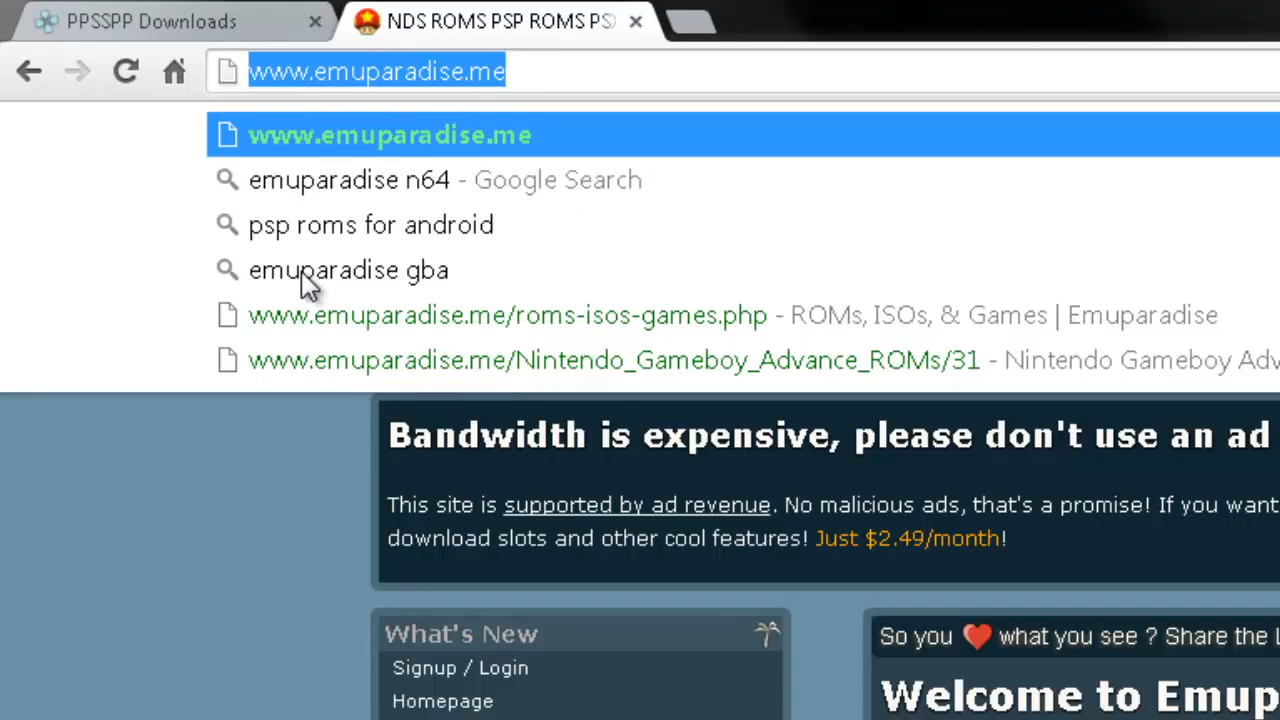 PPSSPP Downloads
NDS ROMS PSP ROMS PS
www.emuparadise.me
www.emuparadise.me
emuparadise n64 - Google Search
psp roms for android
emuparadise gba
www.emuparadise.me/roms-isos-games.php - ROMs, ISOs, & Games | Emuparadise
www.emuparadise.me/Nintendo_Gameboy_Advance_ROMs/31 - Nintendo Gameboy Adv
Bandwidth is expensive, please don't use an ad
This site is supported by ad revenue. No malicious ads, that's a promise! If you want
download slots and other cool features! Just $2.49/month!
What's New
Signup / Login
Homepage
So you what you see ? Share the L
Welcome to Emup